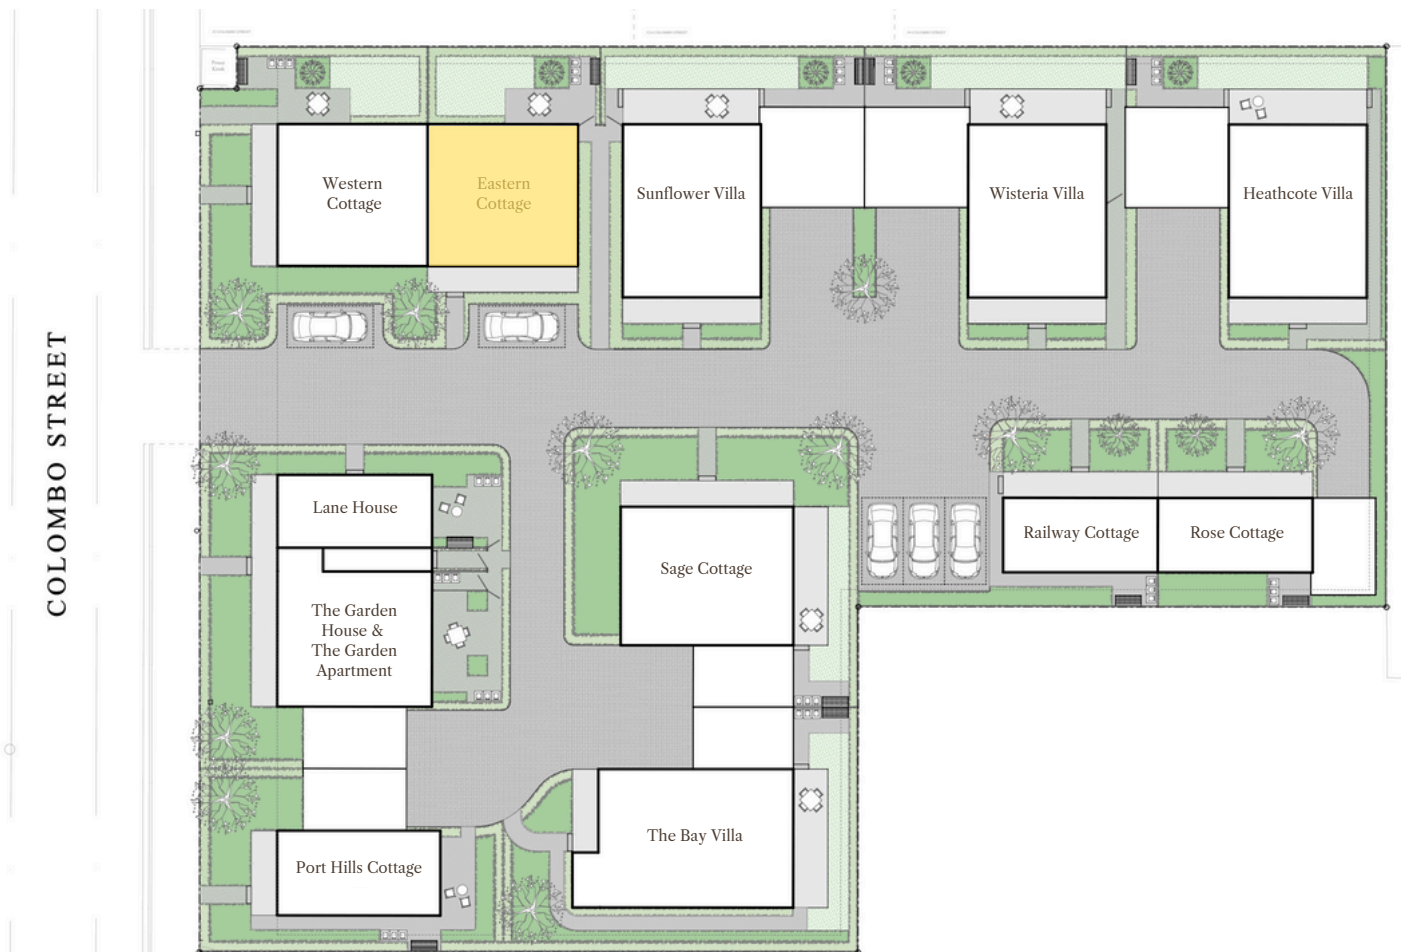 Western
Cottage
Eastern
Cottage
Sunflower Villa
Wisteria Villa
Heathcote Villa
COLOMBO STREET
Lane House
The Garden
House &
The Garden
Apartment
Sage Cottage
Railway Cottage
Rose Cottage
The Bay Villa
Port Hills Cottage